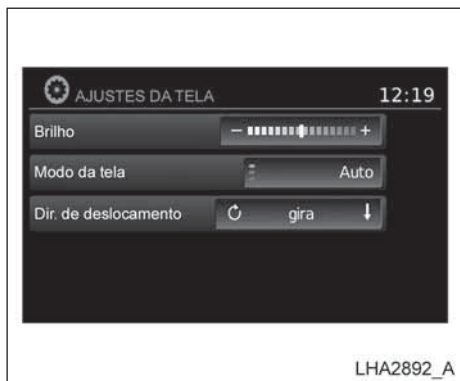 AJUSTES DA TELA 12:19
Brilho - +
Modo da tela Auto
Dir. de deslocamento gira
LHA2892_A